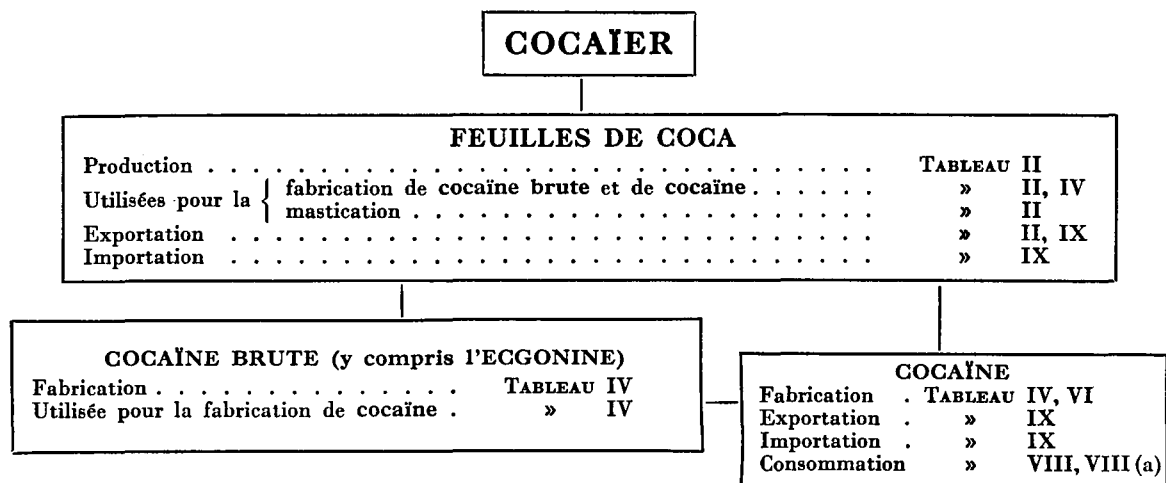 COCAÏER
FEUILLES DE COCA
Production . . . . . . . . . . . . . . . . . . . . . . . . TABLEAU II
Utilisées pour la { fabrication de cocaïne brute et de cocaïne . . . . . . » II, IV
mastication . . . . . . . . . . . . . . . . . » II
Exportation . . . . . . . . . . . . . . . . . . . . . . . » II, IX
Importation . . . . . . . . . . . . . . . . . . . . . . . » IX
COCAÏNE BRUTE (y compris l'ECGONINE)
Fabrication . . . . . . . . . . . . . . TABLEAU IV
Utilisée pour la fabrication de cocaïne . » IV
COCAÏNE
Fabrication . TABLEAU IV, VI
Exportation . » IX
Importation . » IX
Consommation » VIII, VIII (a)